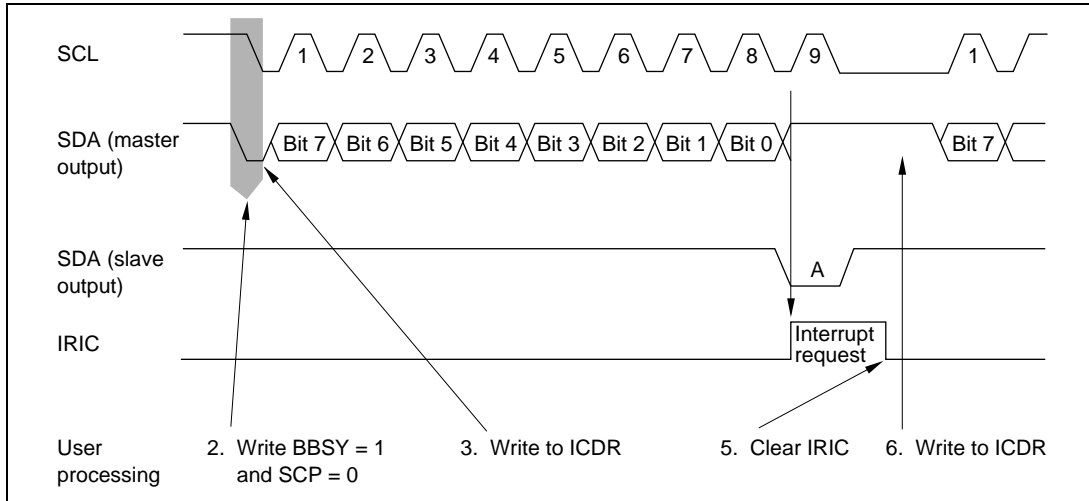 SCL
1 2 3 4 5 6 7 8 9 1
SDA (master
output)
Bit 7 Bit 6 Bit 5 Bit 4 Bit 3 Bit 2 Bit 1 Bit 0 Bit 7
SDA (slave
output)
A
IRIC
Interrupt
request
User
processing
2. Write BBSY = 1
and SCP = 0
3. Write to ICDR
5. Clear IRIC
6. Write to ICDR